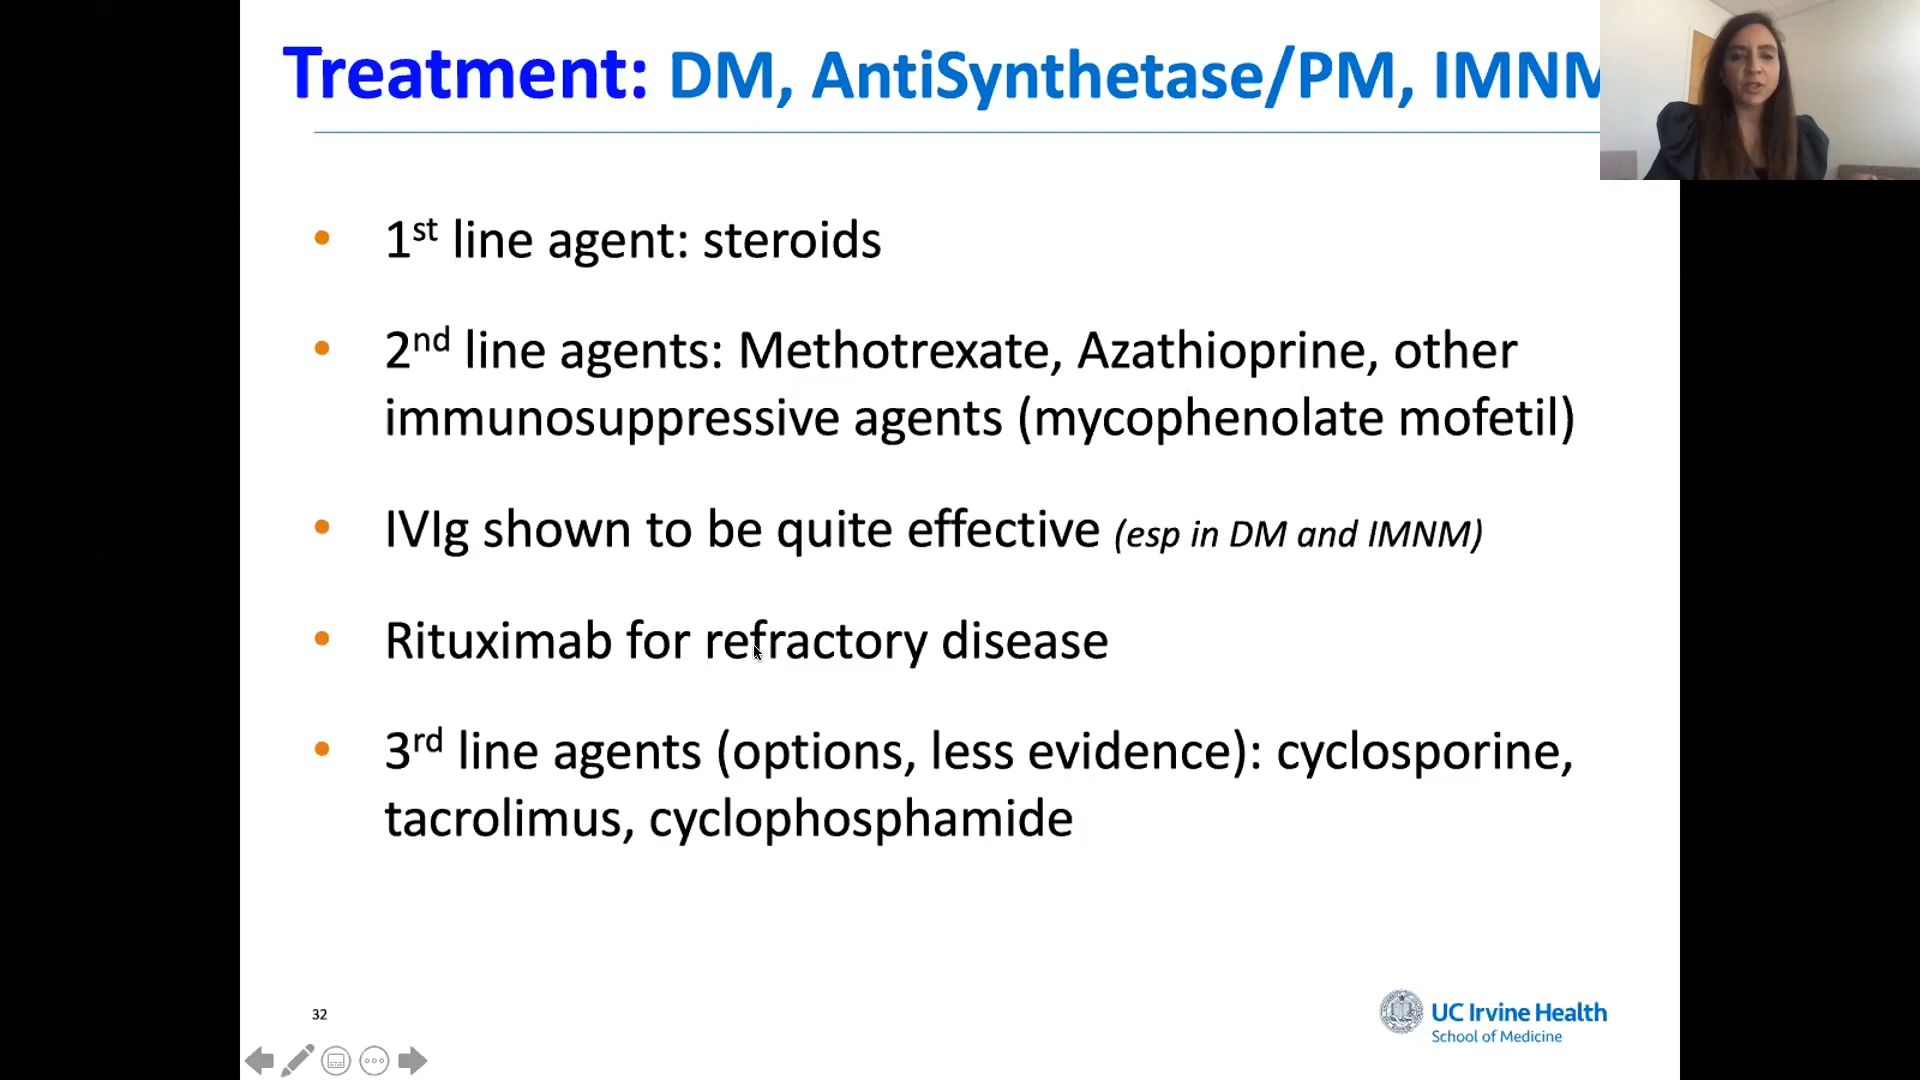 Treatment: DM, AntiSynthetase/PM, IMNM
• 1st line agent: steroids
• 2nd line agents: Methotrexate, Azathioprine, other
immunosuppressive agents (mycophenolate mofetil)
• IVIg shown to be quite effective (esp in DM and IMNM)
• Rituximab for refractory disease
• 3rd line agents (options, less evidence): cyclosporine,
tacrolimus, cyclophosphamide
32
UC Irvine Health
School of Medicine